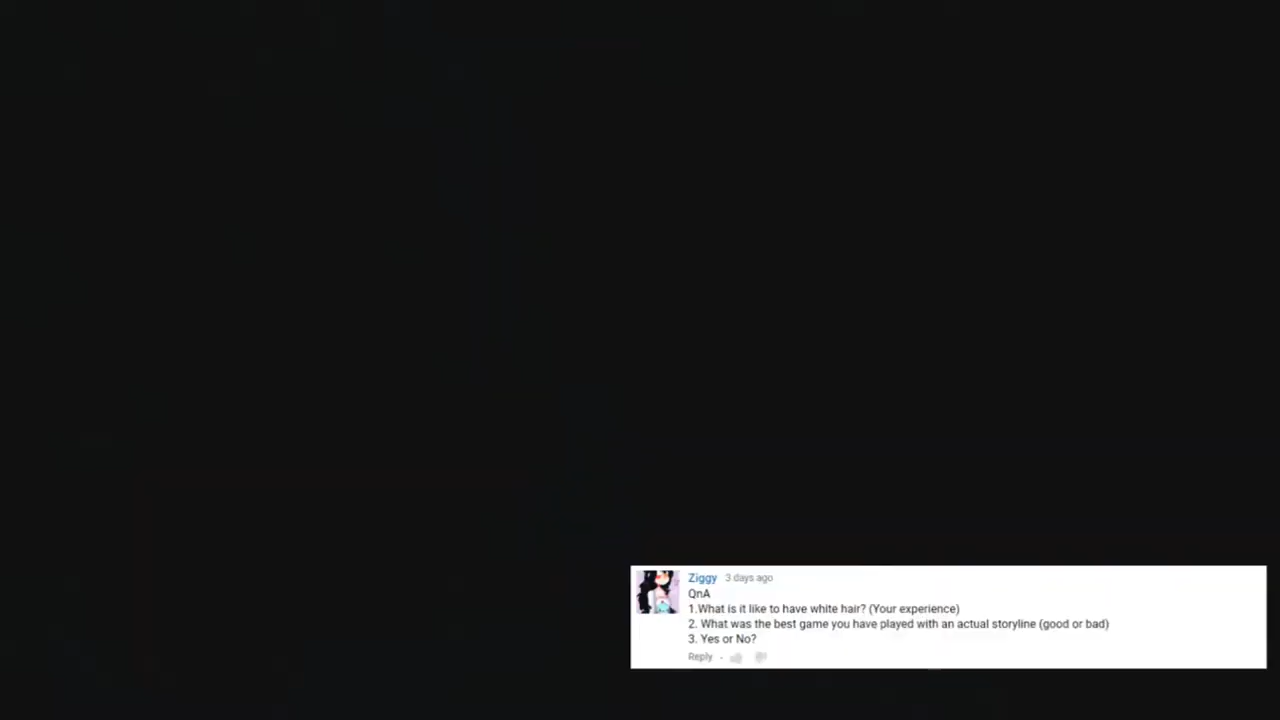 Ziggy 3 days ago
QnA
1.What is it like to have white hair? (Your experience)
2. What was the best game you have played with an actual storyline (good or bad)
3. Yes or No?
Reply